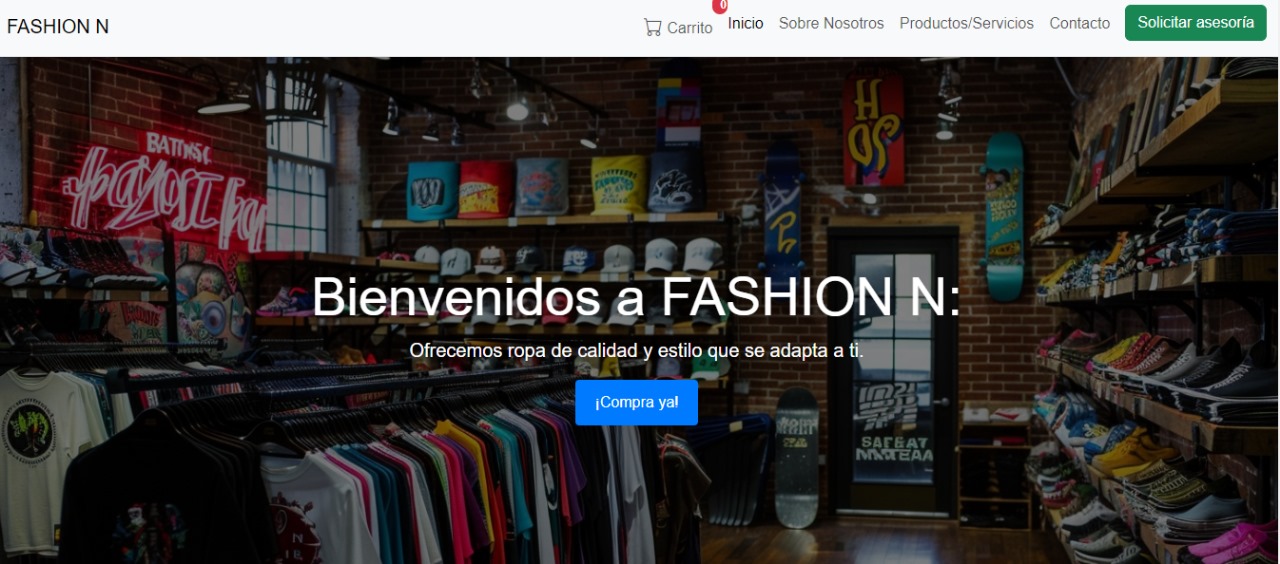 FASHION N
Carrito 0 Inicio Sobre Nosotros Productos/Servicios Contacto Solicitar asesoría
Bienvenidos a FASHION N:
Ofrecemos ropa de calidad y estilo que se adapta a ti.
¡Compra ya!